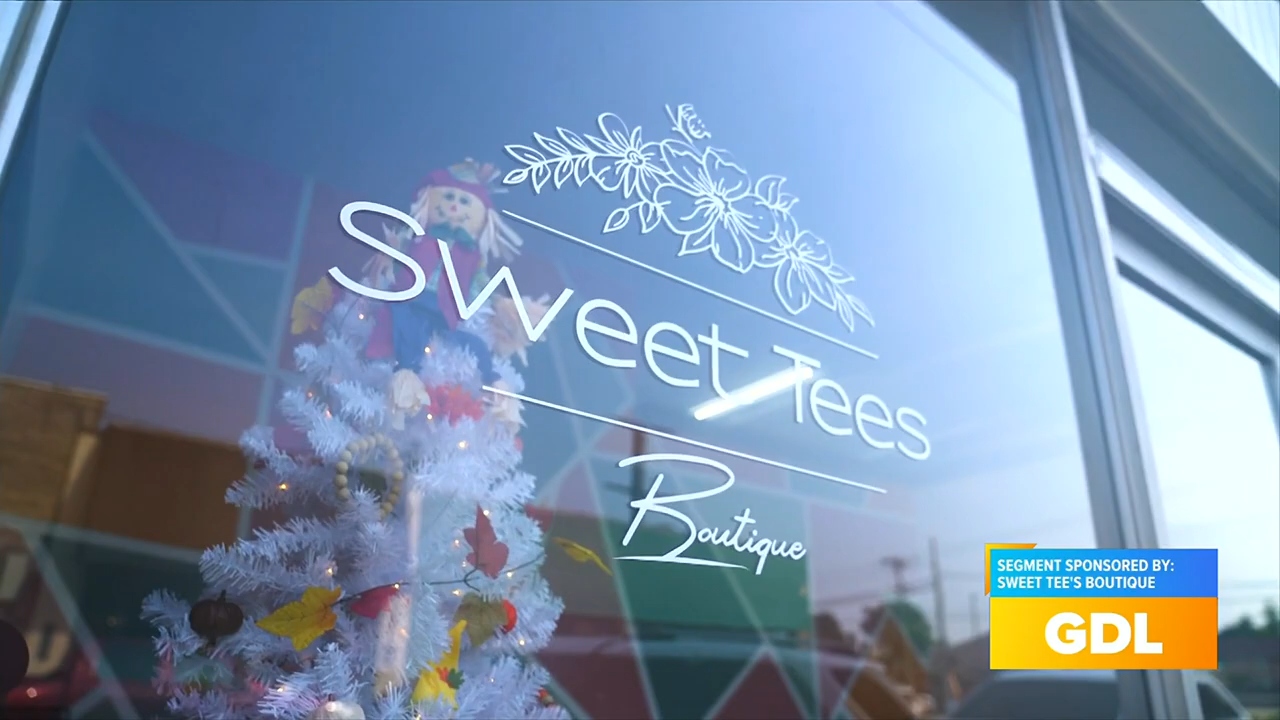 Sweet Tees
Boutique
SEGMENT SPONSORED BY:
SWEET TEE'S BOUTIQUE
GDL